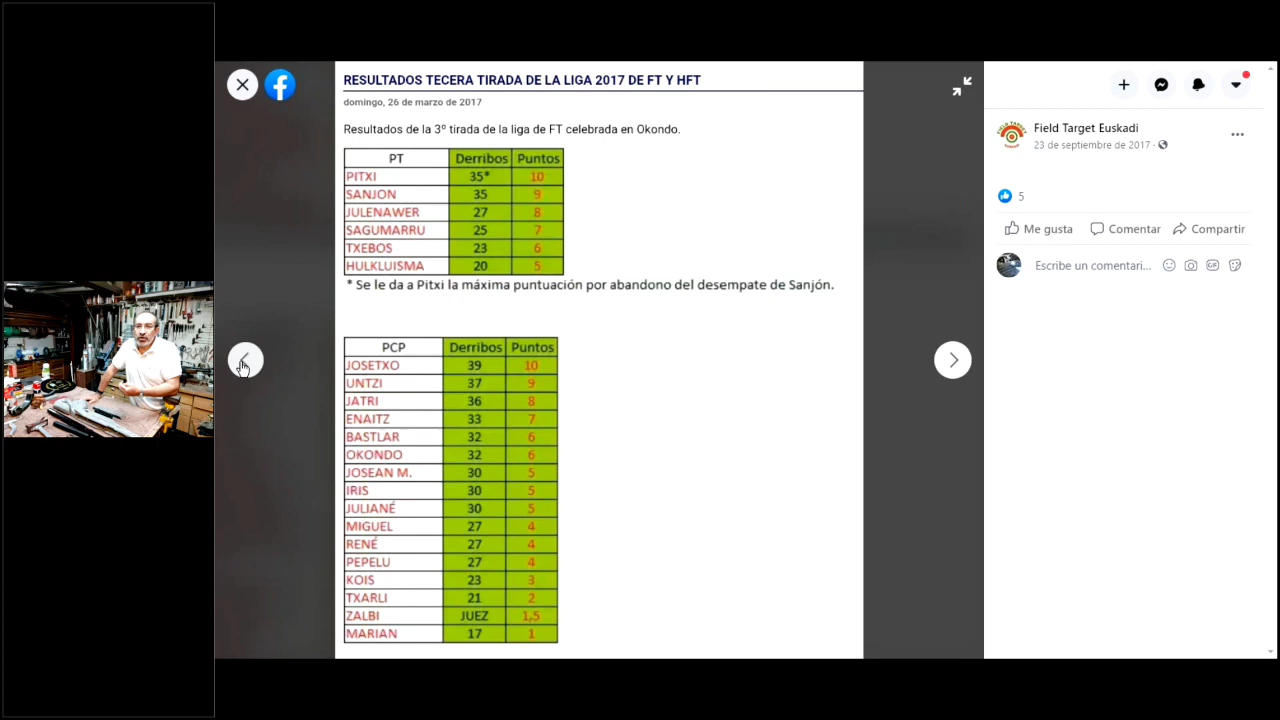 RESULTADOS TECERA TIRADA DE LA LIGA 2017 DE FT Y HFT
domingo, 26 de marzo de 2017
Resultados de la 3º tirada de la liga de FT celebrada en Okondo.
PT Derribos Puntos
PITXI 35* 10
SANJON 35 9
JULENAWER 27 8
SAGUMARRU 25 7
TXEBOS 23 6
HULKLUISMA 20 5
* Se le da a Pitxi la máxima puntuación por abandono del desempate de Sanjón.
PCP Derribos Puntos
JOSETXO 39 10
UNTZI 37 9
JATRI 36 8
ENAITZ 33 7
BASTLAR 32 6
OKONDO 32 6
JOSEAN M. 30 5
IRIS 30 5
JULIANÉ 30 5
MIGUEL 27 4
RENÉ 27 4
PEPELU 27 4
KOIS 23 3
TXARLI 21 2
ZALBI JUEZ 1,5
MARIAN 17 1
Field Target Euskadi
23 de septiembre de 2017 ·
5
Me gusta Comentar Compartir
Escribe un comentari...
GIF